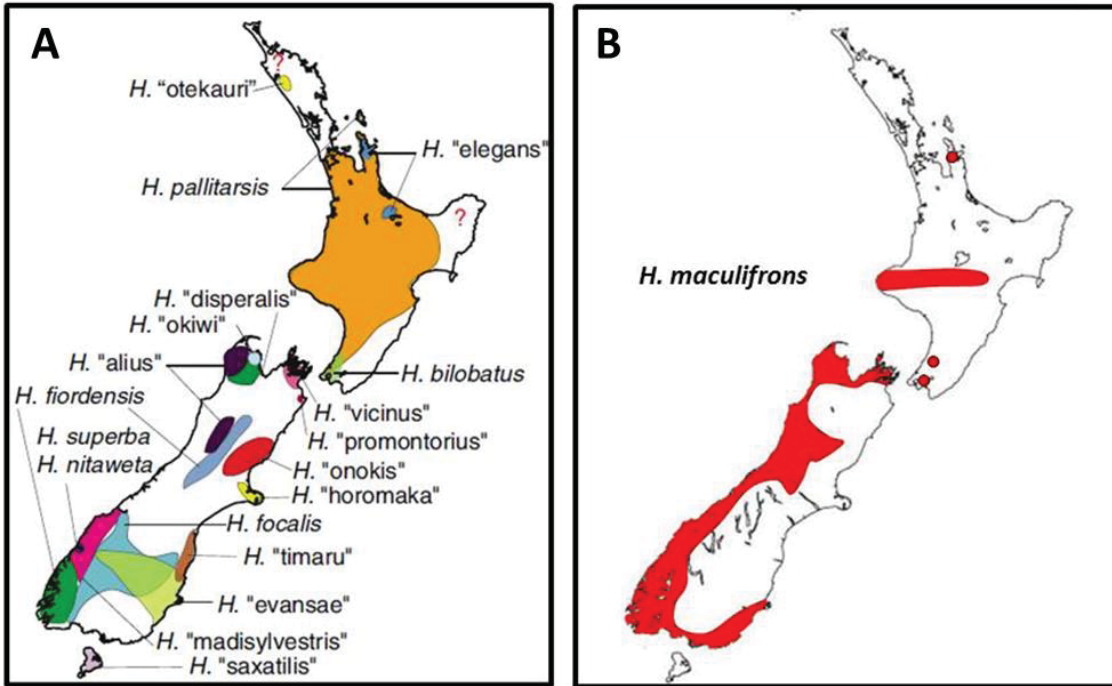 A
?
H. "otekauri"
H. "elegans"
H. pallitarsis
?
H. "disperalis"
H. "okiwi"
H. "alius"
H. bilobatus
H. fiordensis
H. "vicinus"
H. superba
H. "promontorius"
H. nitaweta
H. "onokis"
H. "horomaka"
H. focalis
H. "timaru"
H. "evansae"
H. "madisylvestris"
H. "saxatilis"
B
H. maculifrons